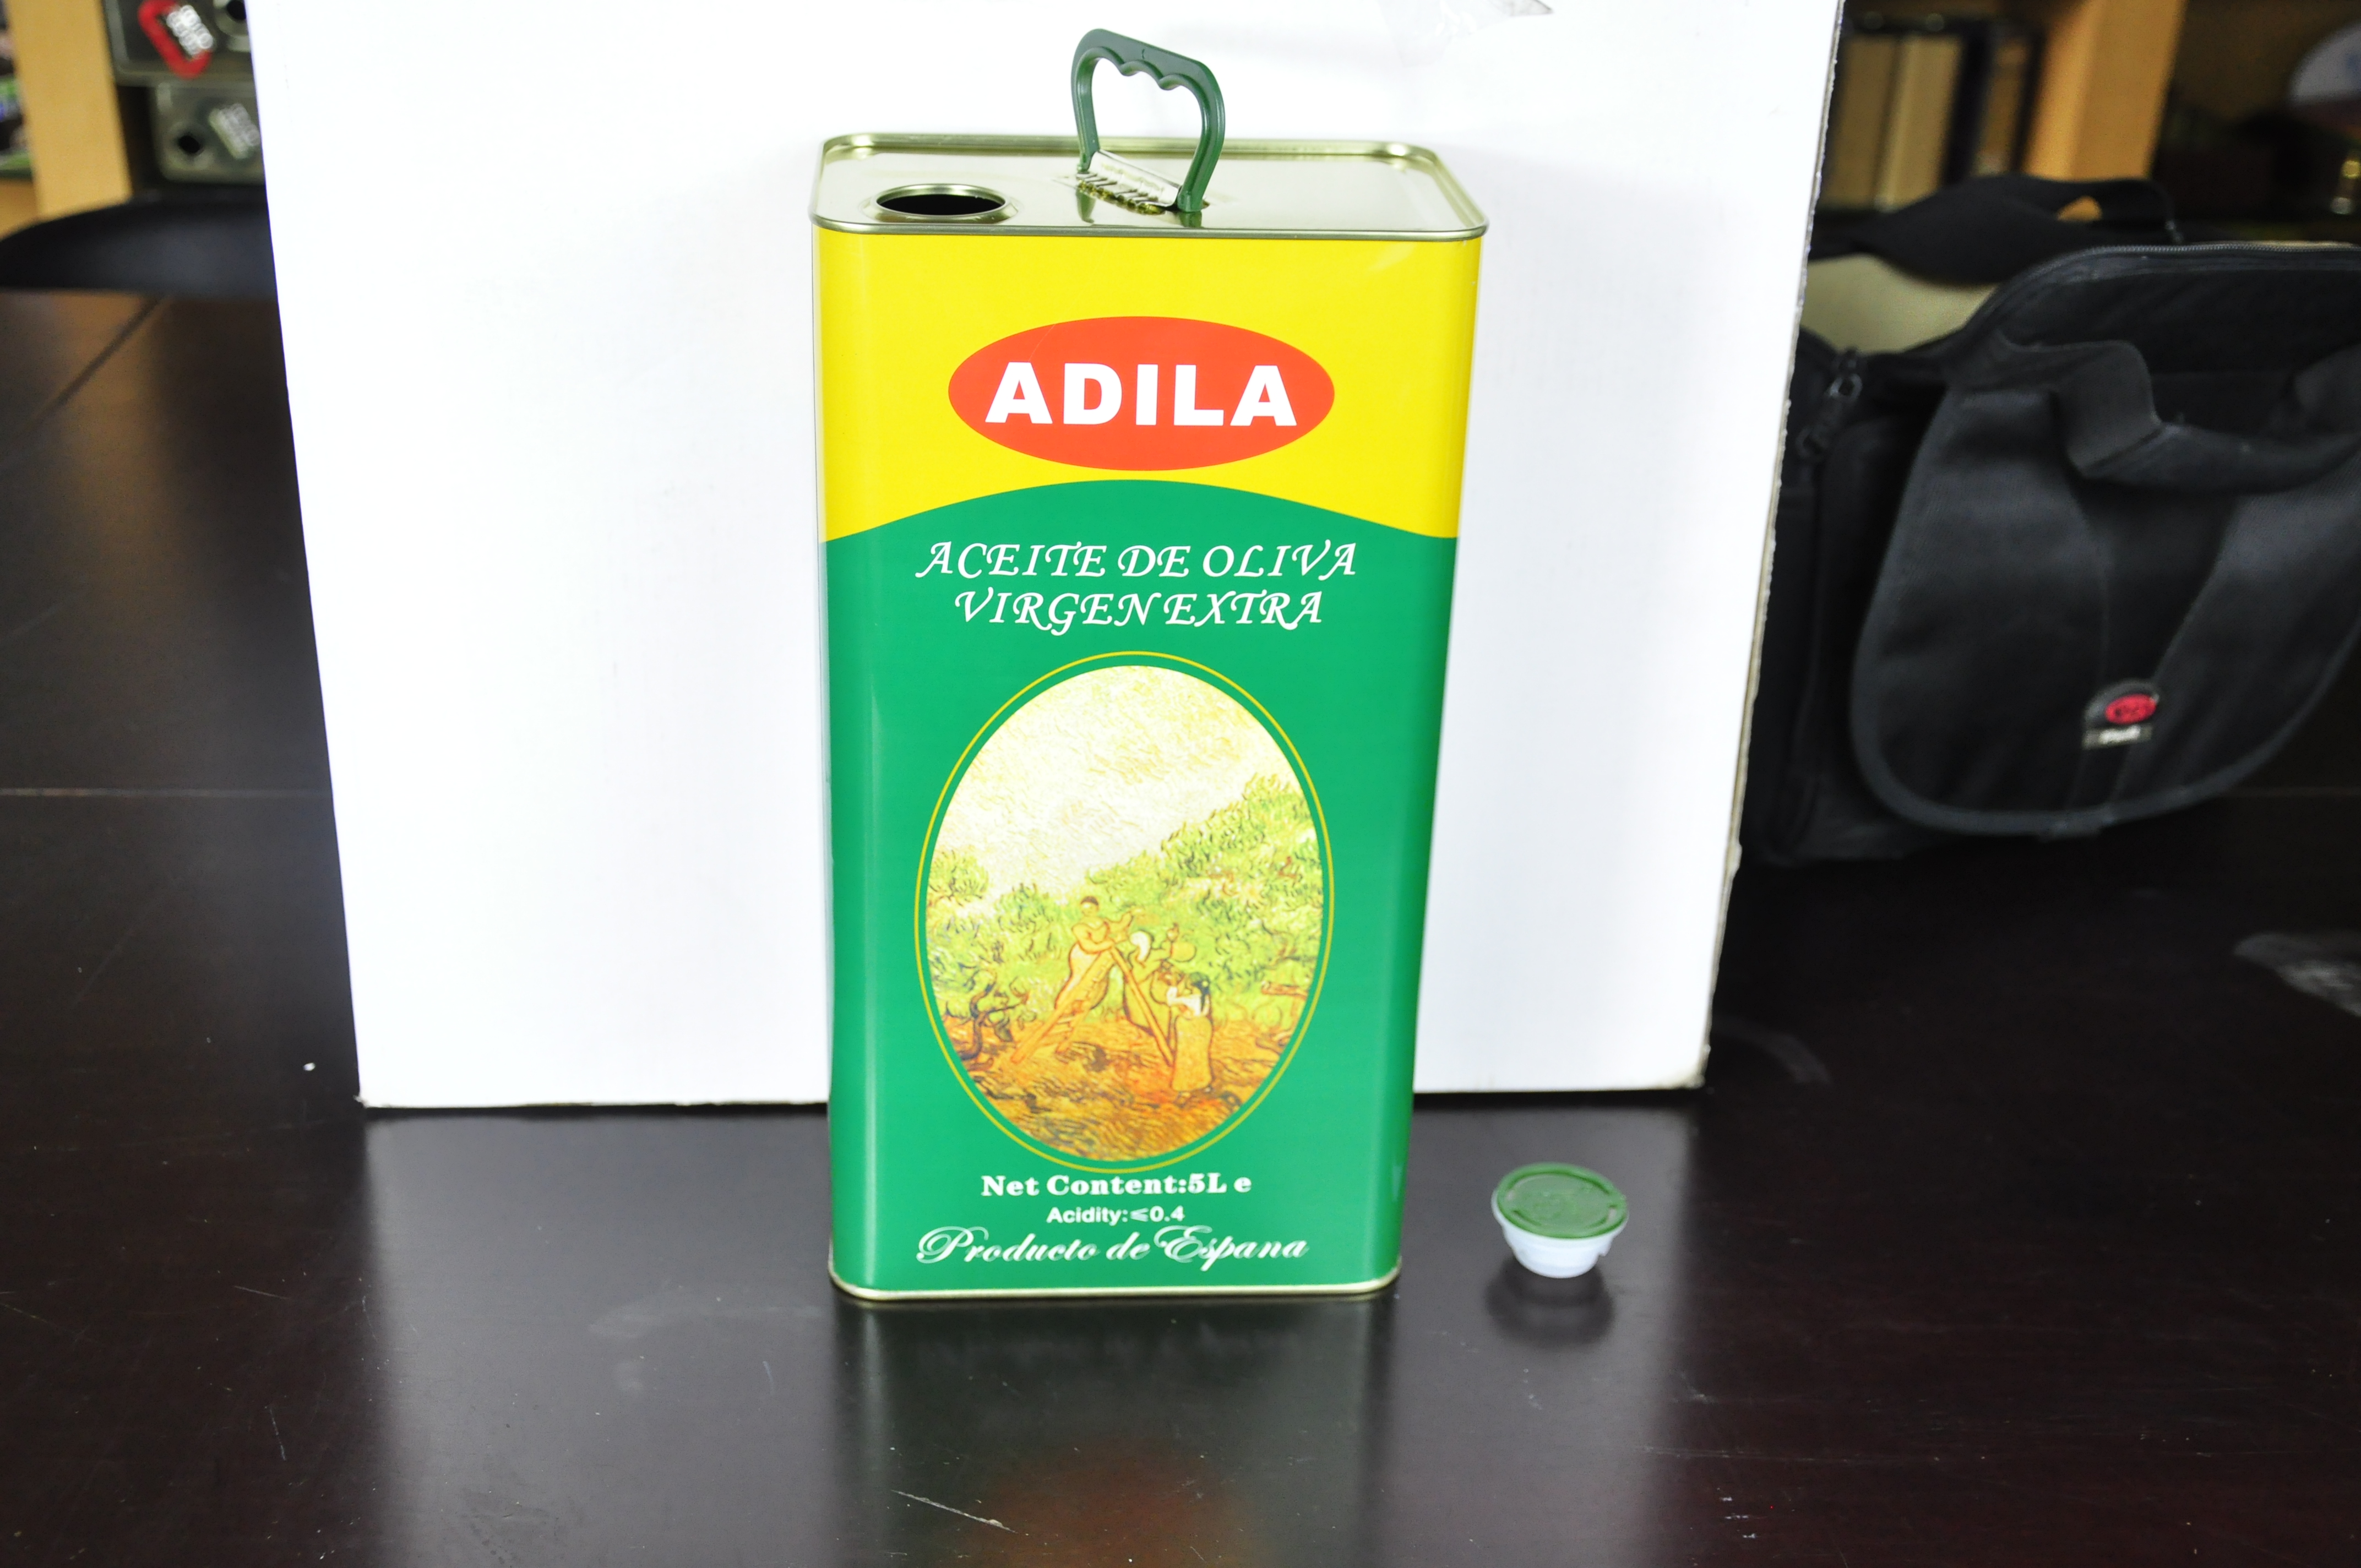 ADILA
ACEITE DE OLIVA
VIRGEN EXTRA
Net Content:5L e
Acidity:⩽0.4
Producto de Espana